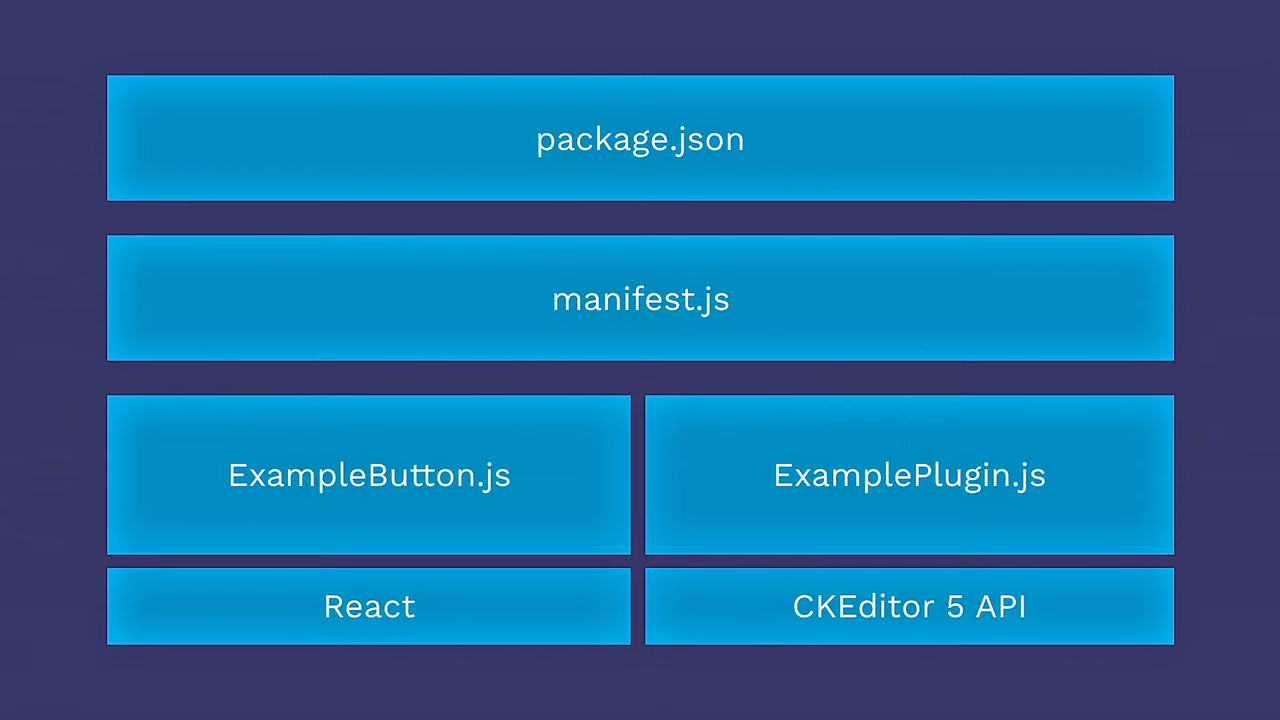 package.json
manifest.js
ExampleButton.js
ExamplePlugin.js
React
CKEditor 5 API